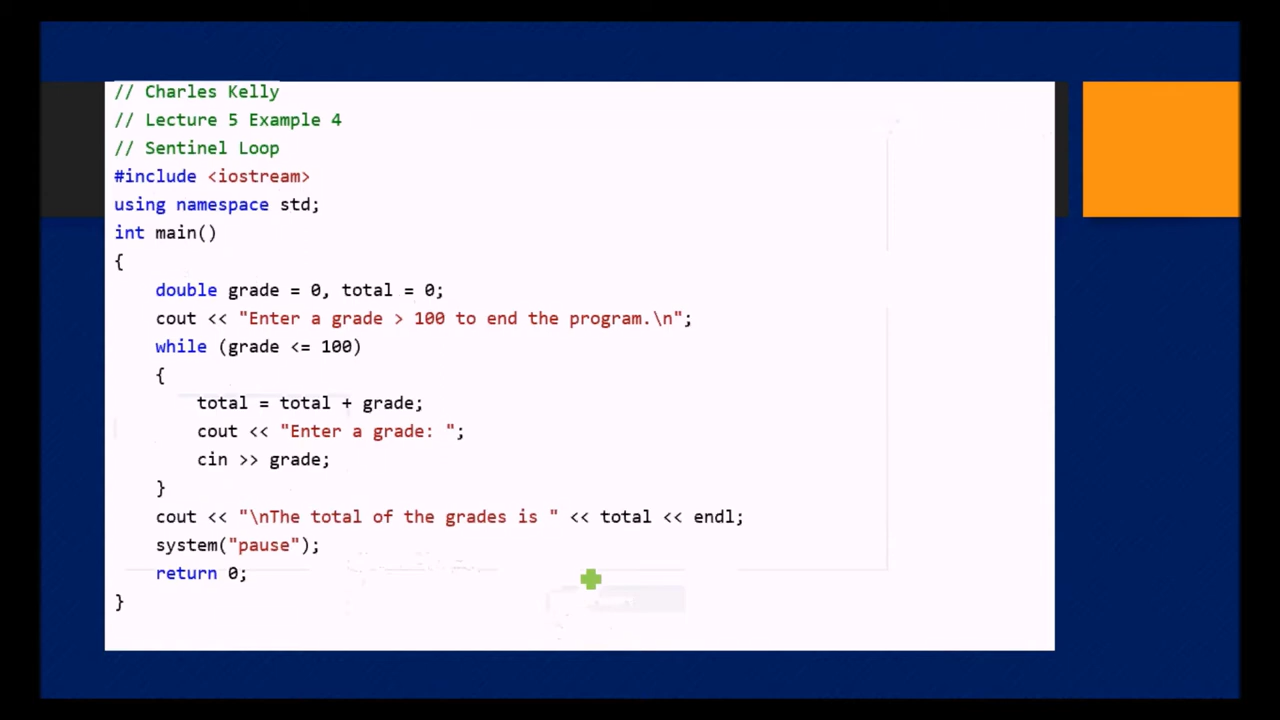 // Charles Kelly
// Lecture 5 Example 4
// Sentinel Loop
#include <iostream>
using namespace std;
int main()
{
    double grade = 0, total = 0;
    cout << "Enter a grade > 100 to end the program.\n";
    while (grade <= 100)
    {
        total = total + grade;
        cout << "Enter a grade: ";
        cin >> grade;
    }
    cout << "\nThe total of the grades is " << total << endl;
    system("pause");
    return 0;
}